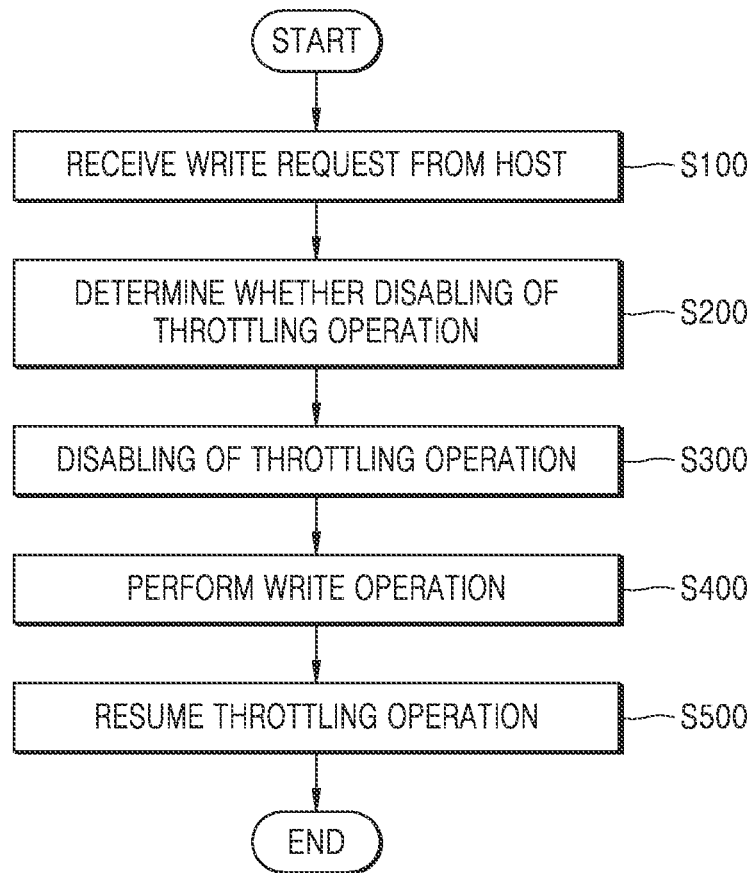 START
RECEIVE WRITE REQUEST FROM HOST
S100
DETERMINE WHETHER DISABLING OF
THROTTLING OPERATION
S200
DISABLING OF THROTTLING OPERATION
S300
PERFORM WRITE OPERATION
S400
RESUME THROTTLING OPERATION
S500
END